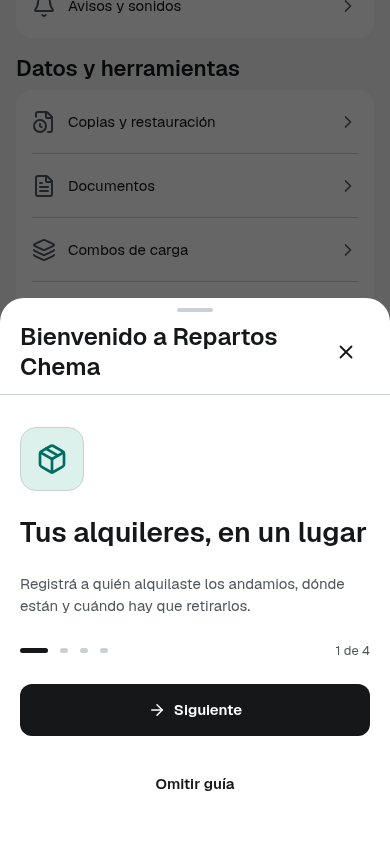 Avisos y sonidos
Datos y herramientas
Copias y restauración
Documentos
Combos de carga
Bienvenido a Repartos
Chema
Tus alquileres, en un lugar
Registrá a quién alquilaste los andamios, dónde
están y cuándo hay que retirarlos.
1 de 4
Siguiente
Omitir guía